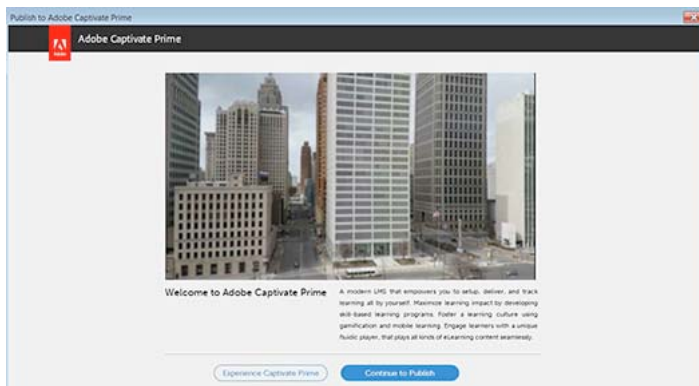 Publish to Adobe Captivate Prime
Adobe Captivate Prime
Welcome to Adobe Captivate Prime
A modern LMS that empowers you to setup, deliver, and track
learning all by yourself. Maximize learning impact by developing
skill-based learning programs. Foster a learning culture using
gamification and mobile learning. Engage learners with a unique
fluidic player, that plays all kinds of eLearning content seamlessly.
Experience Captivate Prime
Continue to Publish